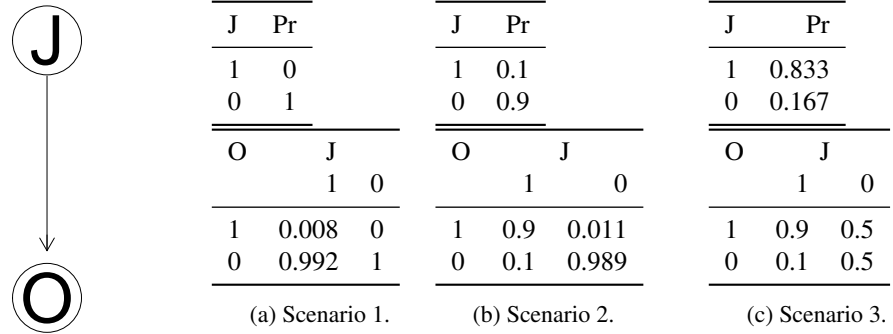 J
O
J Pr
1 0
0 1
O J
1 0
1 0.008 0
0 0.992 1
(a) Scenario 1.
J Pr
1 0.1
0 0.9
O J
1 0
1 0.9 0.011
0 0.1 0.989
(b) Scenario 2.
J Pr
1 0.833
0 0.167
O J
1 0
1 0.9 0.5
0 0.1 0.5
(c) Scenario 3.